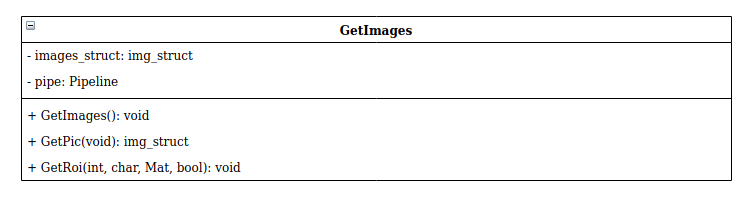 GetImages
- images_struct: img_struct
- pipe: Pipeline
+ GetImages(): void
+ GetPic(void): img_struct
+ GetRoi(int, char, Mat, bool): void